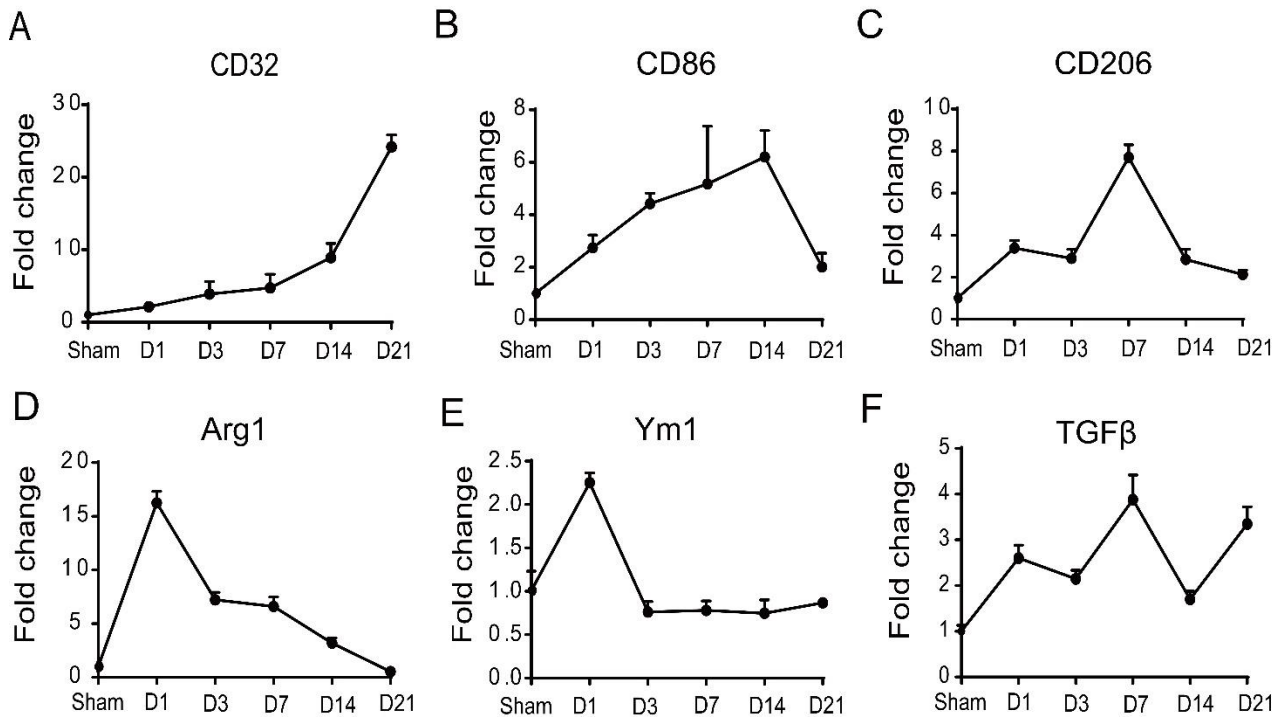 A
CD32
Fold change
30
20
10
0
Sham D1 D3 D7 D14 D21
B
CD86
Fold change
8
6
4
2
0
Sham D1 D3 D7 D14 D21
C
CD206
Fold change
10
8
6
4
2
0
Sham D1 D3 D7 D14 D21
D
Arg1
Fold change
20
15
10
5
0
Sham D1 D3 D7 D14 D21
E
Ym1
Fold change
2.5
2.0
1.5
1.0
0.5
0.0
Sham D1 D3 D7 D14 D21
F
TGFβ
Fold change
5
4
3
2
1
0
Sham D1 D3 D7 D14 D21